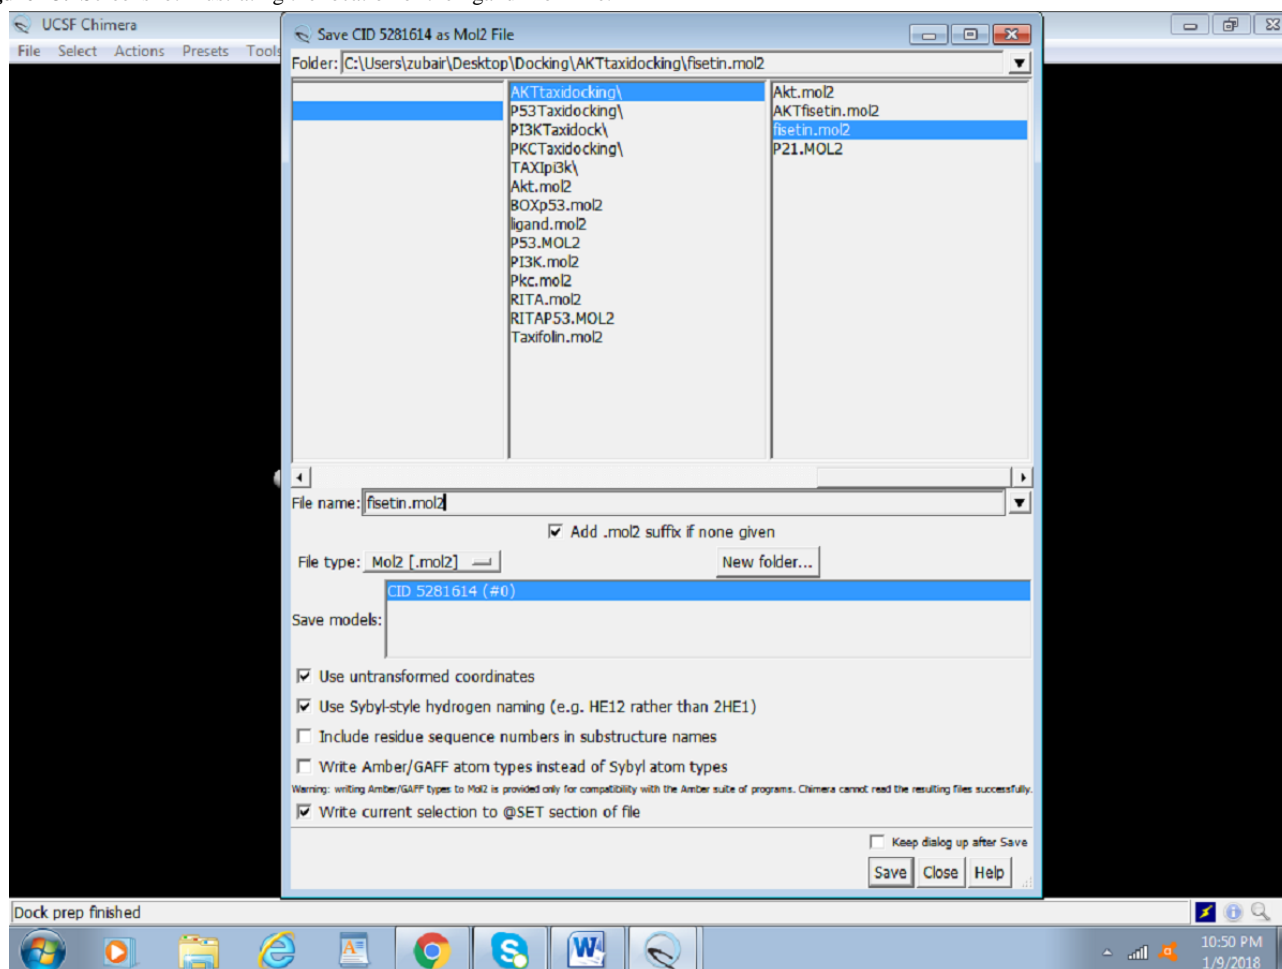 UCSF Chimera
File Select Actions Presets Tools
Save CID 5281614 as Mol2 File
Folder: C:\Users\zubair\Desktop\Docking\AKTtaxidocking\fisetin.mol2
AKTtaxidocking\
P53Taxidocking\
PI3KTaxidock\
PKCTaxidocking\
TAXIpi3k\
Akt.mol2
BOXp53.mol2
ligand.mol2
P53.MOL2
PI3K.mol2
Pkc.mol2
RITA.mol2
RITAP53.MOL2
Taxifolin.mol2
Akt.mol2
AKTfisetin.mol2
fisetin.mol2
P21.MOL2
File name: fisetin.mol2
Add .mol2 suffix if none given
File type: Mol2 [.mol2]
New folder...
Save models:
CID 5281614 (#0)
Use untransformed coordinates
Use Sybyl-style hydrogen naming (e.g. HE12 rather than 2HE1)
Include residue sequence numbers in substructure names
Write Amber/GAFF atom types instead of Sybyl atom types
Warning: writing Amber/GAFF types to Mol2 is provided only for compatibility with the Amber suite of programs. Chimera cannot read the resulting files successfully.
Write current selection to @SET section of file
Keep dialog up after Save
Save Close Help
Dock prep finished
10:50 PM
1/9/2018